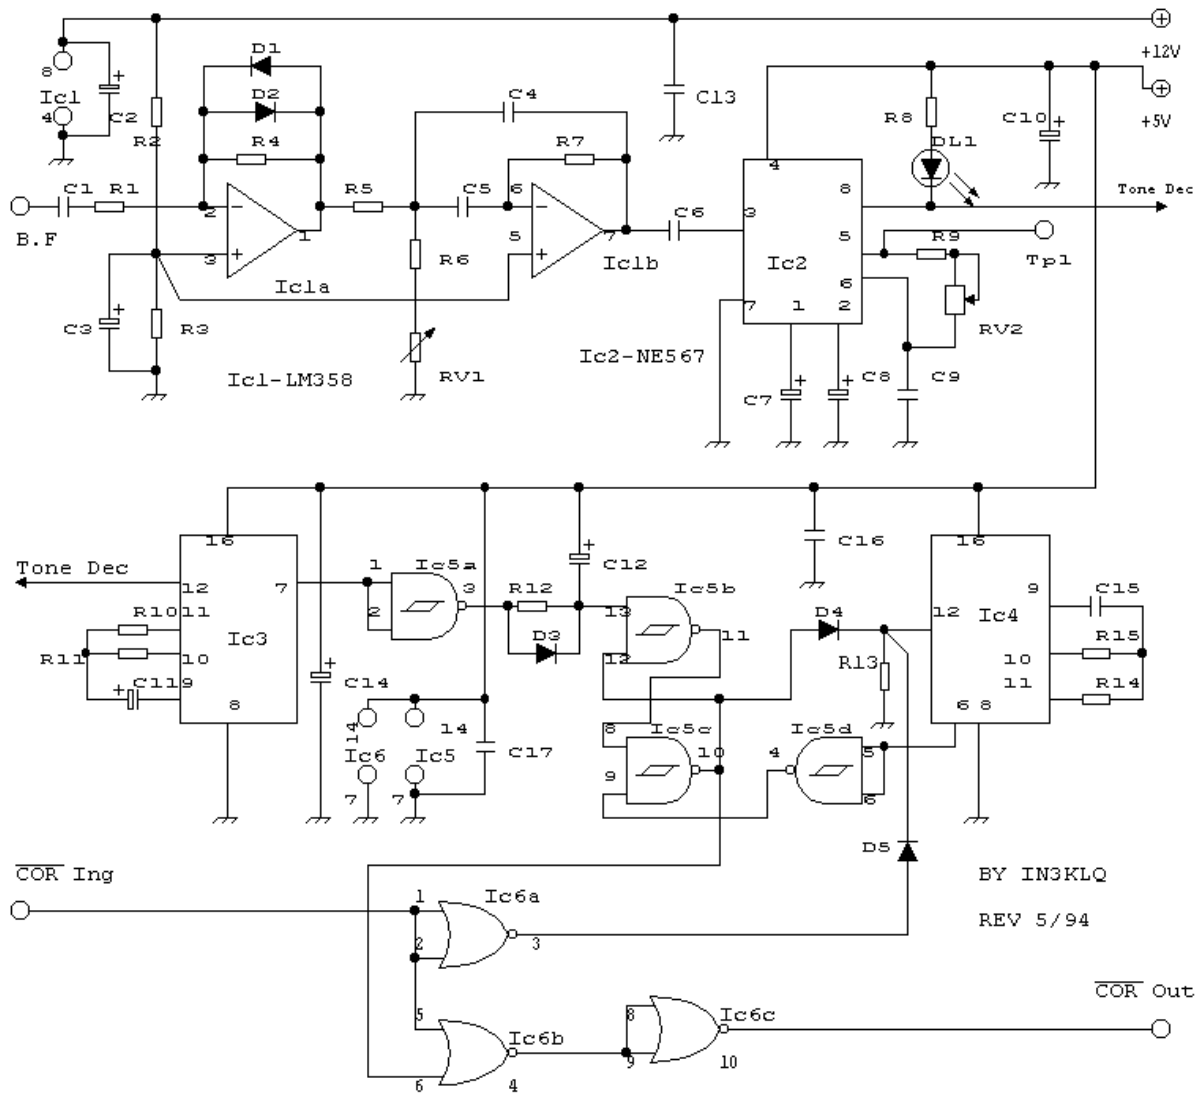 +12V
+5V
8
Ic1
4
+
C2
R2
D1
D2
R4
C4
R7
C13
R8
DL1
C10
+
C1
R1
B.F
2
3
1
Ic1a
R5
C5
6
5
7
Ic1b
R6
RV1
C3
+
R3
Ic1-LM358
C6
4
3
8
5
6
7
1
2
Ic2
Ic2-NE567
Tone Dec
Tp1
R9
RV2
C7
+
C8
+
C9
Tone Dec
16
12
11
10
9
7
8
Ic3
R10
R11
C11
+
C14
+
1
2
3
Ic5a
R12
D3
C12
+
13
12
11
Ic5b
C16
14
14
Ic6
Ic5
7
7
C17
8
9
10
Ic5c
4
5
6
Ic5d
D4
R13
D5
16
12
9
10
11
6 8
Ic4
C15
R15
R14
COR Ing
1
2
3
Ic6a
5
6
4
Ic6b
8
9
10
Ic6c
BY IN3KLQ
REV 5/94
COR Out